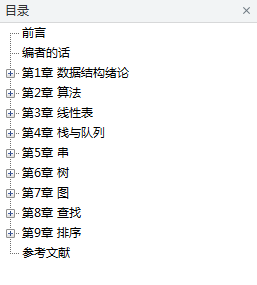 目录
前言
编者的话
第1章 数据结构绪论
第2章 算法
第3章 线性表
第4章 栈与队列
第5章 串
第6章 树
第7章 图
第8章 查找
第9章 排序
参考文献